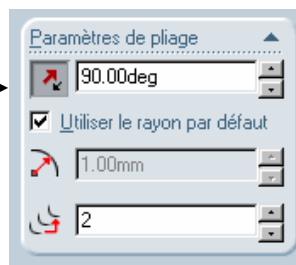 Paramètres de pliage
90.00deg
Utiliser le rayon par défaut
1.00mm
2